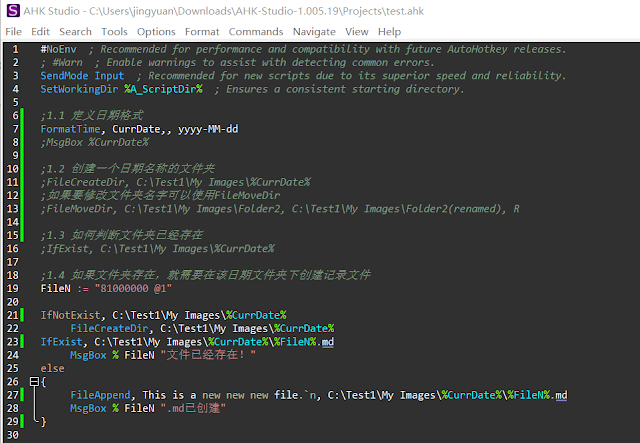 AHK Studio - C:\Users\jingyuan\Downloads\AHK-Studio-1.005.19\Projects\test.ahk
File Edit Search Tools Options Format Commands Navigate View Help
1 #NoEnv ; Recommended for performance and compatibility with future AutoHotkey releases.
2 ; #Warn ; Enable warnings to assist with detecting common errors.
3 SendMode Input ; Recommended for new scripts due to its superior speed and reliability.
4 SetWorkingDir %A_ScriptDir% ; Ensures a consistent starting directory.
5
6 ;1.1 定义日期格式
7 FormatTime, CurrDate,, yyyy-MM-dd
8 ;MsgBox %CurrDate%
9
10 ;1.2 创建一个日期名称的文件夹
11 ;FileCreateDir, C:\Test1\My Images\%CurrDate%
12 ;如果要修改文件夹名字可以使用FileMoveDir
13 ;FileMoveDir, C:\Test1\My Images\Folder2, C:\Test1\My Images\Folder2(renamed), R
14
15 ;1.3 如何判断文件夹已经存在
16 ;IfExist, C:\Test1\My Images\%CurrDate%
17
18 ;1.4 如果文件夹存在，就需要在该日期文件夹下创建记录文件
19 FileN := "81000000 @1"
20
21 IfNotExist, C:\Test1\My Images\%CurrDate%
22 FileCreateDir, C:\Test1\My Images\%CurrDate%
23 IfExist, C:\Test1\My Images\%CurrDate%\%FileN%.md
24 MsgBox % FileN "文件已经存在！"
25 else
26 {
27 FileAppend, This is a new new new file.`n, C:\Test1\My Images\%CurrDate%\%FileN%.md
28 MsgBox % FileN ".md已创建"
29 }
30